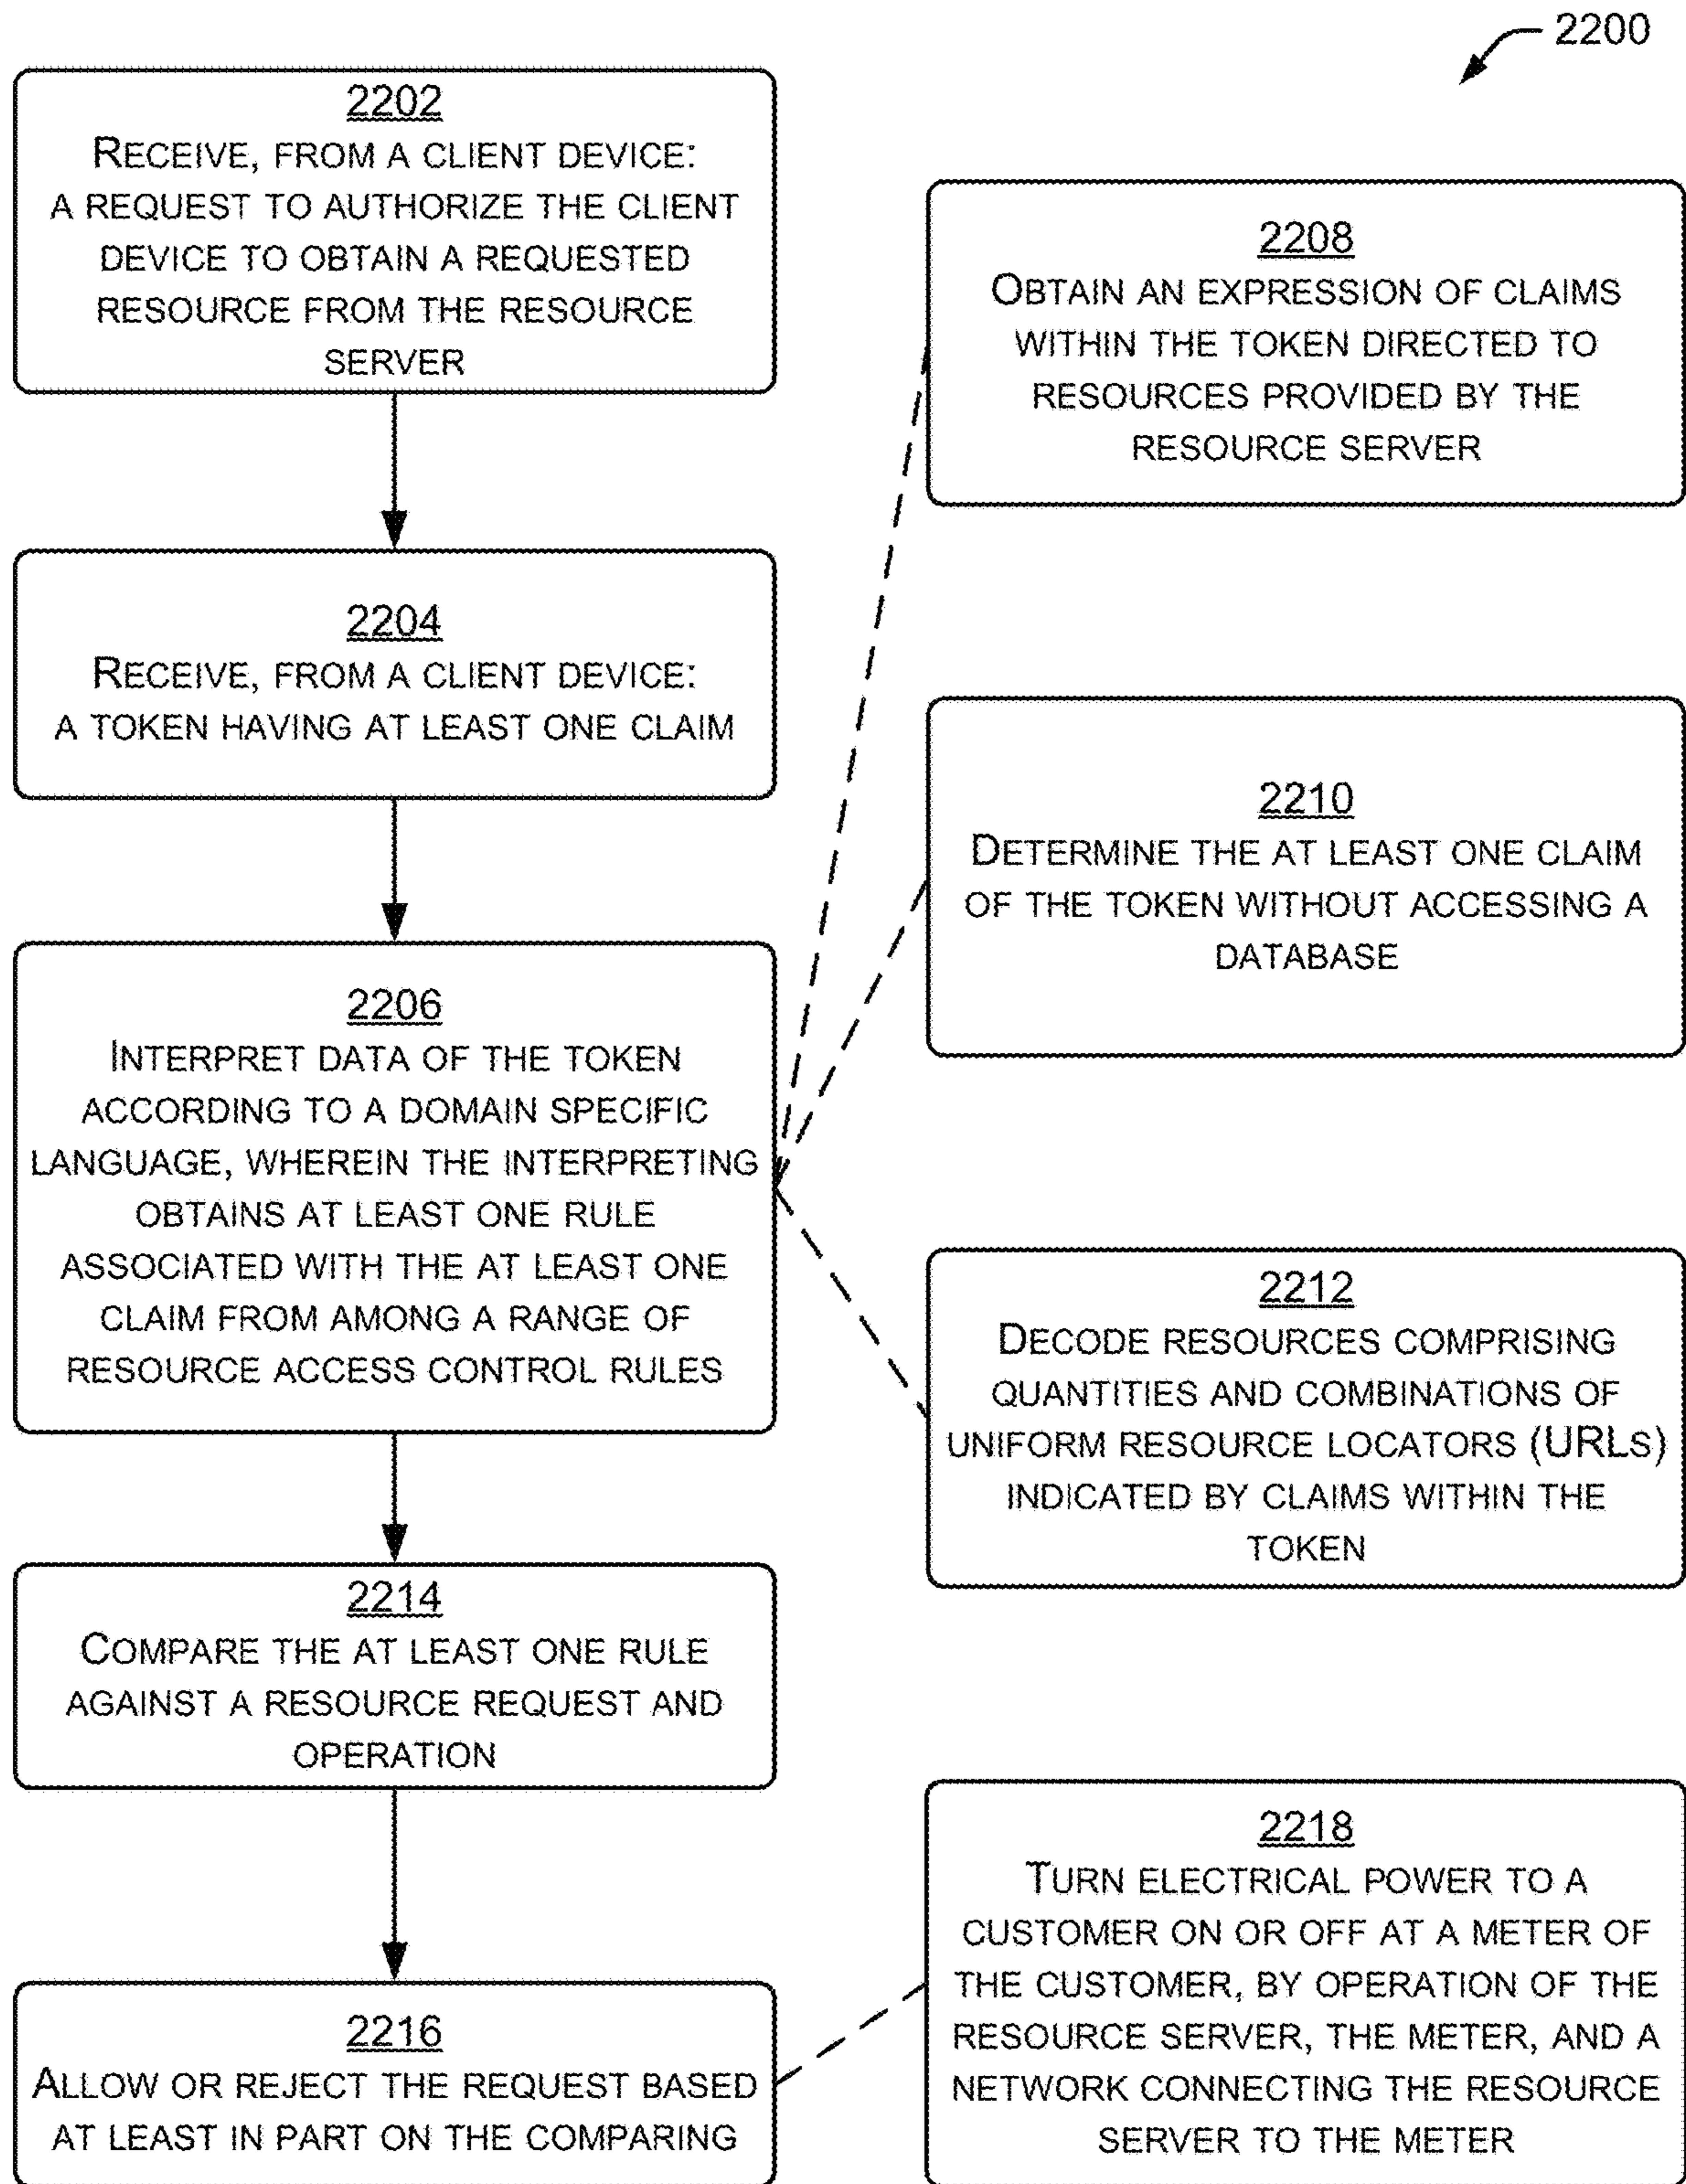 2200
2202
RECEIVE, FROM A CLIENT DEVICE:
A REQUEST TO AUTHORIZE THE CLIENT
DEVICE TO OBTAIN A REQUESTED
RESOURCE FROM THE RESOURCE
SERVER
2204
RECEIVE, FROM A CLIENT DEVICE:
A TOKEN HAVING AT LEAST ONE CLAIM
2206
INTERPRET DATA OF THE TOKEN
ACCORDING TO A DOMAIN SPECIFIC
LANGUAGE, WHEREIN THE INTERPRETING
OBTAINS AT LEAST ONE RULE
ASSOCIATED WITH THE AT LEAST ONE
CLAIM FROM AMONG A RANGE OF
RESOURCE ACCESS CONTROL RULES
2208
OBTAIN AN EXPRESSION OF CLAIMS
WITHIN THE TOKEN DIRECTED TO
RESOURCES PROVIDED BY THE
RESOURCE SERVER
2210
DETERMINE THE AT LEAST ONE CLAIM
OF THE TOKEN WITHOUT ACCESSING A
DATABASE
2212
DECODE RESOURCES COMPRISING
QUANTITIES AND COMBINATIONS OF
UNIFORM RESOURCE LOCATORS (URLS)
INDICATED BY CLAIMS WITHIN THE
TOKEN
2214
COMPARE THE AT LEAST ONE RULE
AGAINST A RESOURCE REQUEST AND
OPERATION
2216
ALLOW OR REJECT THE REQUEST BASED
AT LEAST IN PART ON THE COMPARING
2218
TURN ELECTRICAL POWER TO A
CUSTOMER ON OR OFF AT A METER OF
THE CUSTOMER, BY OPERATION OF THE
RESOURCE SERVER, THE METER, AND A
NETWORK CONNECTING THE RESOURCE
SERVER TO THE METER